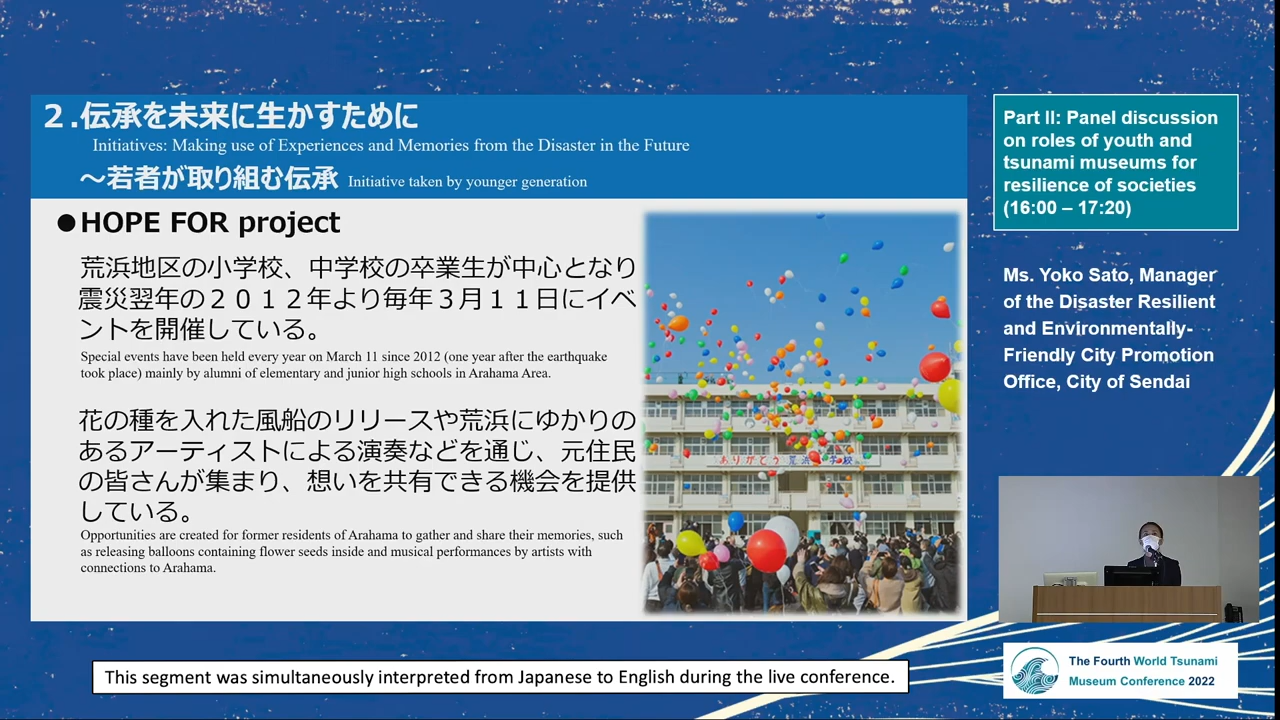 ２.伝承を未来に生かすために
Initiatives: Making use of Experiences and Memories from the Disaster in the Future
～若者が取り組む伝承 Initiative taken by younger generation
●HOPE FOR project
荒浜地区の小学校、中学校の卒業生が中心となり
震災翌年の２０１２年より毎年３月１１日にイベ
ントを開催している。
Special events have been held every year on March 11 since 2012 (one year after the earthquake
took place) mainly by alumni of elementary and junior high schools in Arahama Area.
花の種を入れた風船のリリースや荒浜にゆかりの
あるアーティストによる演奏などを通じ、元住民
の皆さんが集まり、想いを共有できる機会を提供
している。
Opportunities are created for former residents of Arahama to gather and share their memories, such
as releasing balloons containing flower seeds inside and musical performances by artists with
connections to Arahama.
ありがとう 荒浜小学校
Part II: Panel discussion
on roles of youth and
tsunami museums for
resilience of societies
(16:00 – 17:20)
Ms. Yoko Sato, Manager
of the Disaster Resilient
and Environmentally-
Friendly City Promotion
Office, City of Sendai
The Fourth World Tsunami
Museum Conference 2022
This segment was simultaneously interpreted from Japanese to English during the live conference.